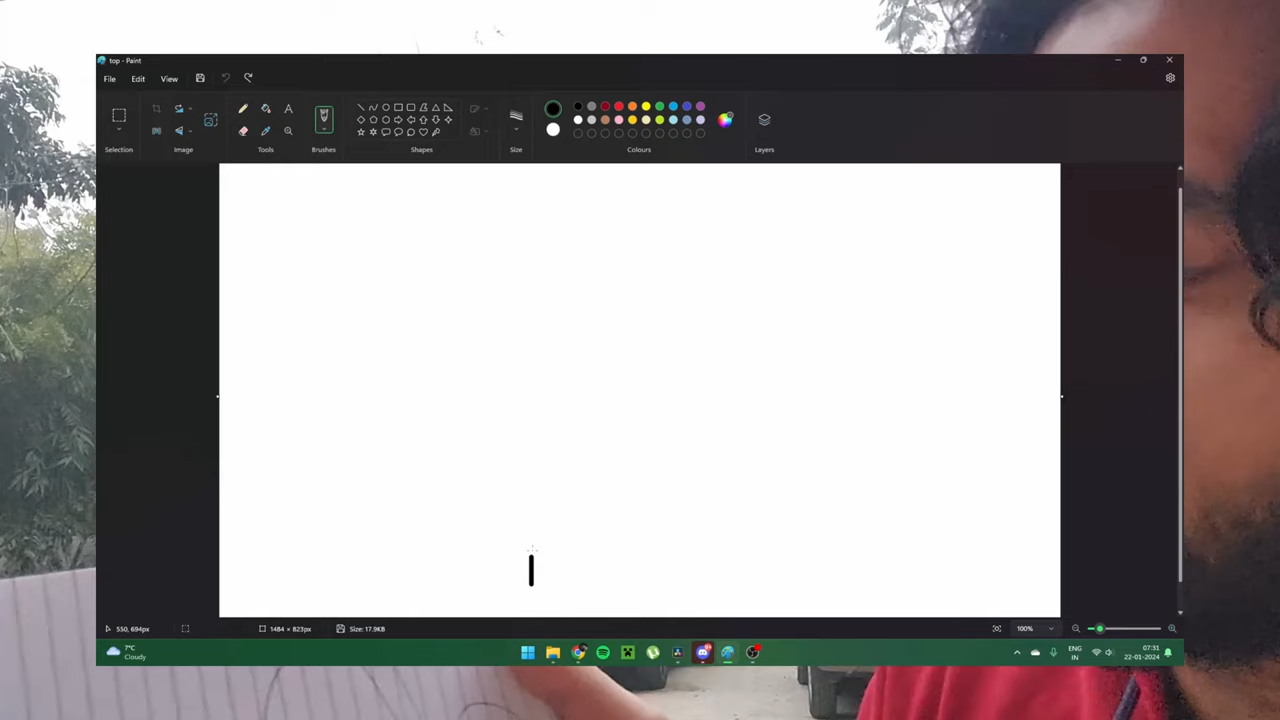 top - Paint
File Edit View
Selection Image Tools Brushes Shapes Size Colours Layers
550, 694px 1484 × 823px Size: 17.9KB 100%
7°C ENG 07:31
Cloudy IN 22-01-2024